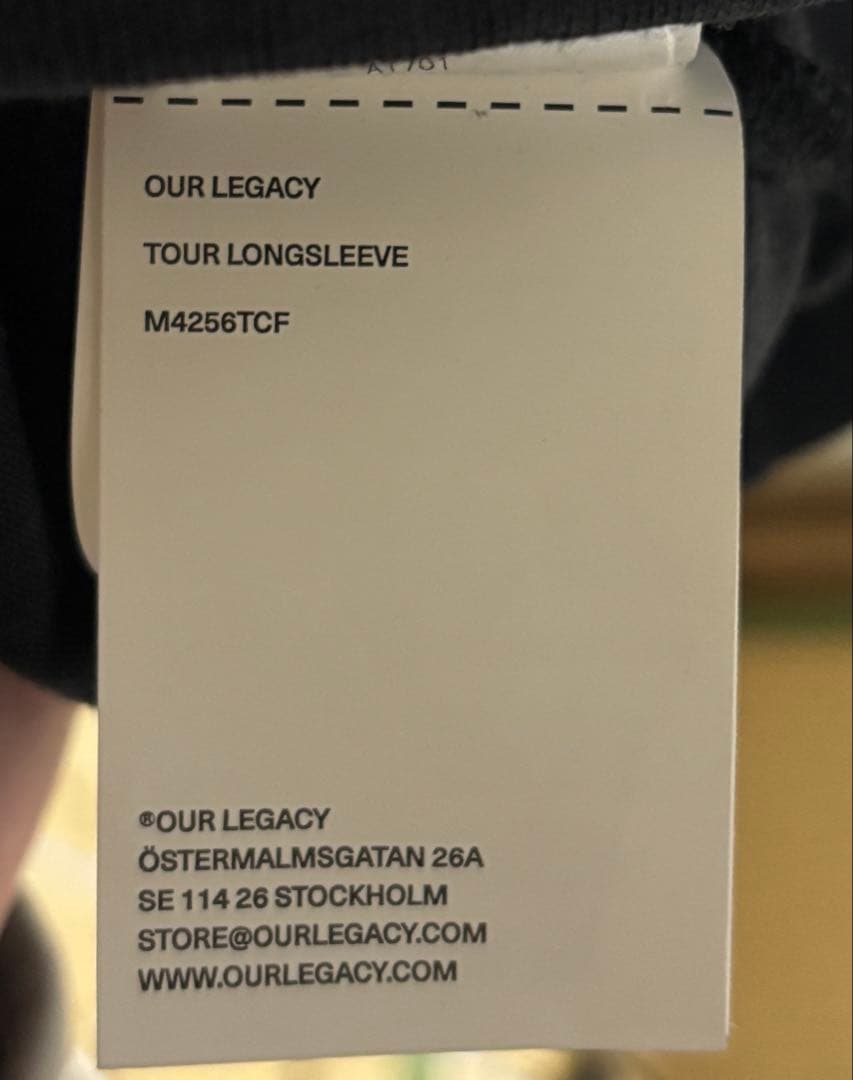 OUR LEGACY
TOUR LONGSLEEVE
M4256TCF
®OUR LEGACY
ÖSTERMALMSGATAN 26A
SE 114 26 STOCKHOLM
STORE@OURLEGACY.COM
WWW.OURLEGACY.COM